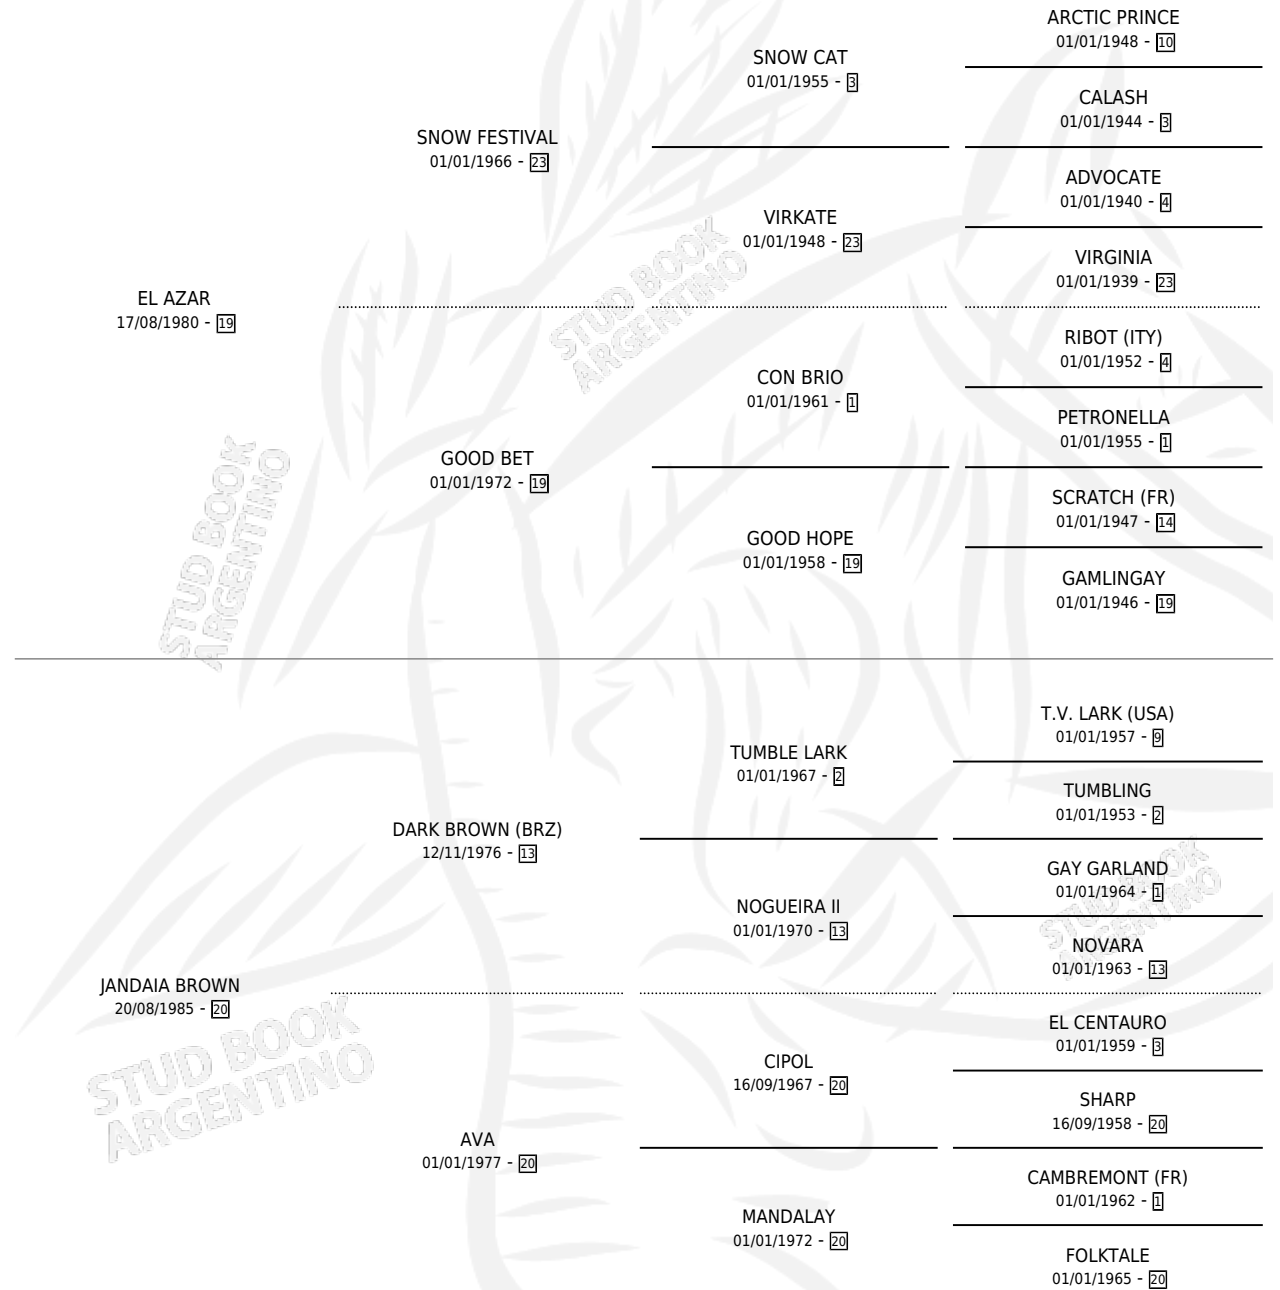 ARCTIC PRINCE
01/01/1948 - 10
SNOW CAT
01/01/1955 - 3
CALASH
01/01/1944 - 3
SNOW FESTIVAL
01/01/1966 - 23
ADVOCATE
01/01/1940 - 4
VIRKATE
01/01/1948 - 23
VIRGINIA
01/01/1939 - 23
EL AZAR
17/08/1980 - 19
RIBOT (ITY)
01/01/1952 - 4
CON BRIO
01/01/1961 - 1
PETRONELLA
01/01/1955 - 1
GOOD BET
01/01/1972 - 19
SCRATCH (FR)
01/01/1947 - 14
GOOD HOPE
01/01/1958 - 19
GAMLINGAY
01/01/1946 - 19
STUD BOOK
ARGENTINO
STUD BOOK
ARGENTINO
T.V. LARK (USA)
01/01/1957 - 9
TUMBLE LARK
01/01/1967 - 2
TUMBLING
01/01/1953 - 2
DARK BROWN (BRZ)
12/11/1976 - 13
GAY GARLAND
01/01/1964 - 1
NOGUEIRA II
01/01/1970 - 13
NOVARA
01/01/1963 - 13
JANDAIA BROWN
20/08/1985 - 20
EL CENTAURO
01/01/1959 - 3
CIPOL
16/09/1967 - 20
SHARP
16/09/1958 - 20
AVA
01/01/1977 - 20
CAMBREMONT (FR)
01/01/1962 - 1
MANDALAY
01/01/1972 - 20
FOLKTALE
01/01/1965 - 20
STUD BOOK
ARGENTINO
STUD BOOK
ARGENTINO